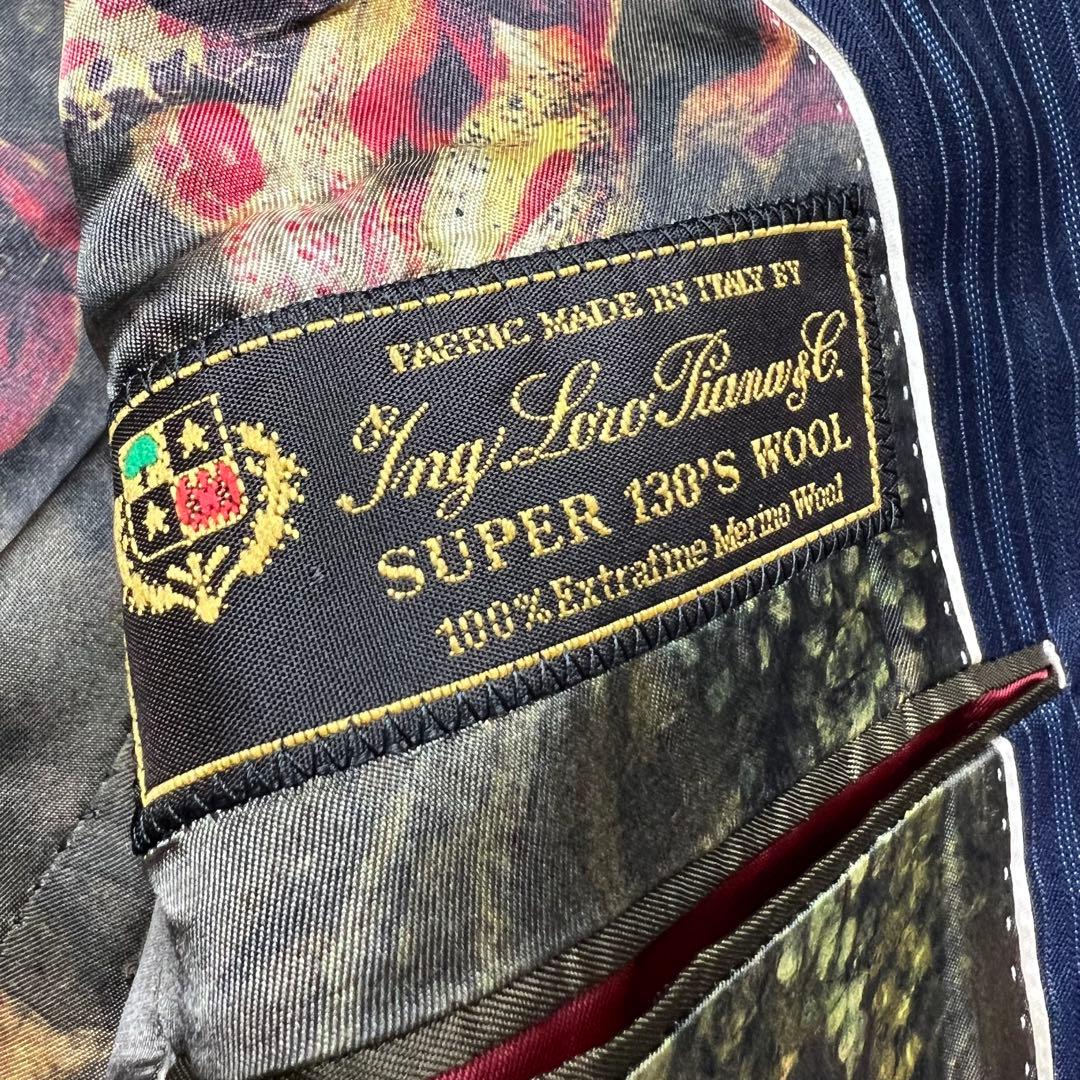 FABRIC MADE IN ITALY BY
Ing. Loro Piana & C.
SUPER 130'S WOOL
100% Extrafine Merino Wool